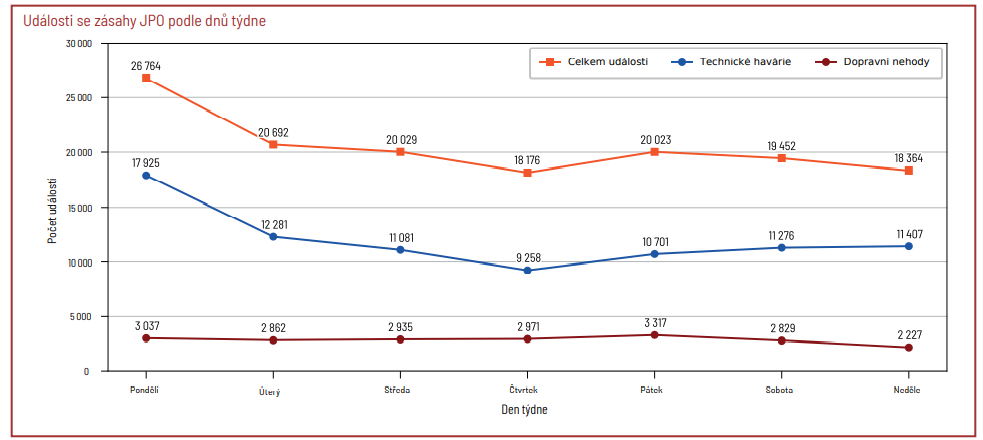 Události se zásahy JPO podle dnů týdne
30 000
Celkem událostí
Technické havárie
Dopravní nehody
26 764
25 000
20 692
20 029
20 023
19 452
18 364
18 176
20 000
17 925
15 000
12 281
11 081
9 258
10 701
11 276
11 407
10 000
5 000
3 037
2 862
2 935
2 971
3 317
2 829
2 227
0
Počet událostí
Pondělí
Úterý
Středa
Čtvrtek
Pátek
Sobota
Neděle
Den týdne